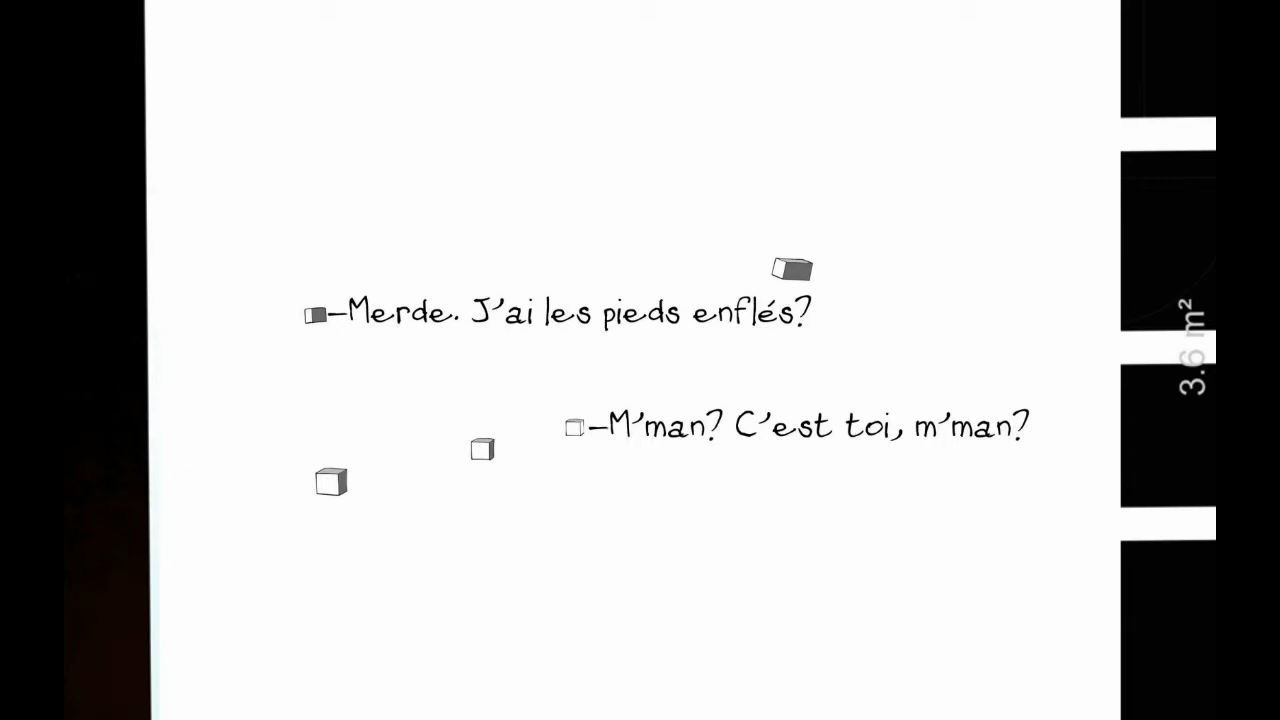 –Merde. J'ai les pieds enflés?
–M'man? C'est toi, m'man?
3.6 m²